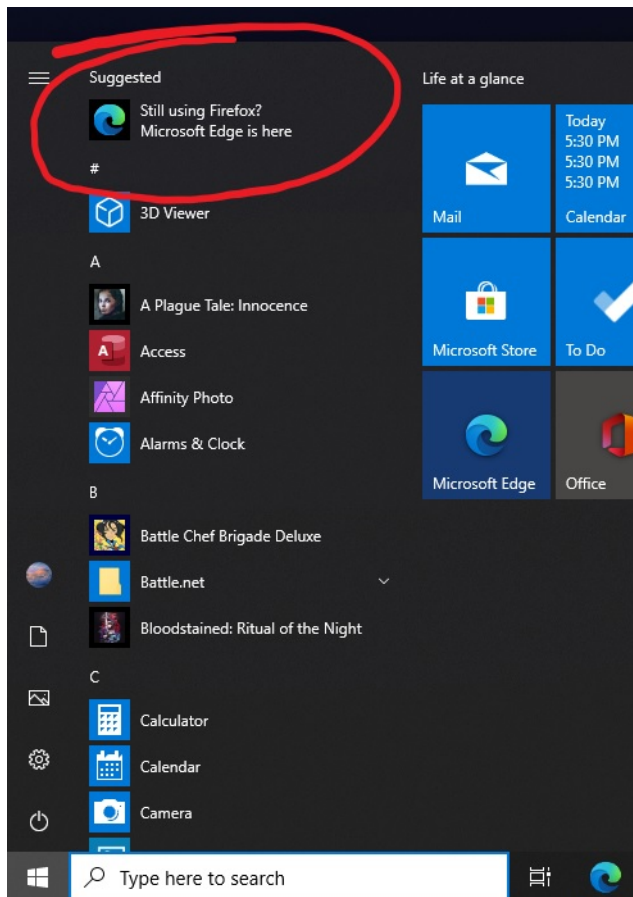 Suggested
Still using Firefox?
Microsoft Edge is here
#
3D Viewer
A
A Plague Tale: Innocence
Access
Affinity Photo
Alarms & Clock
B
Battle Chef Brigade Deluxe
Battle.net
Bloodstained: Ritual of the Night
C
Calculator
Calendar
Camera
Life at a glance
Mail
Today
5:30 PM
5:30 PM
5:30 PM
Calendar
Microsoft Store
To Do
Microsoft Edge
Office
Type here to search